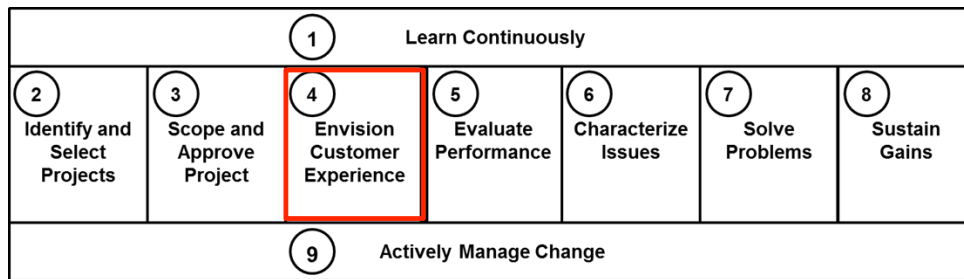 1 Learn Continuously
2
Identify and
Select
Projects
3
Scope and
Approve
Project
4
Envision
Customer
Experience
5
Evaluate
Performance
6
Characterize
Issues
7
Solve
Problems
8
Sustain
Gains
9 Actively Manage Change